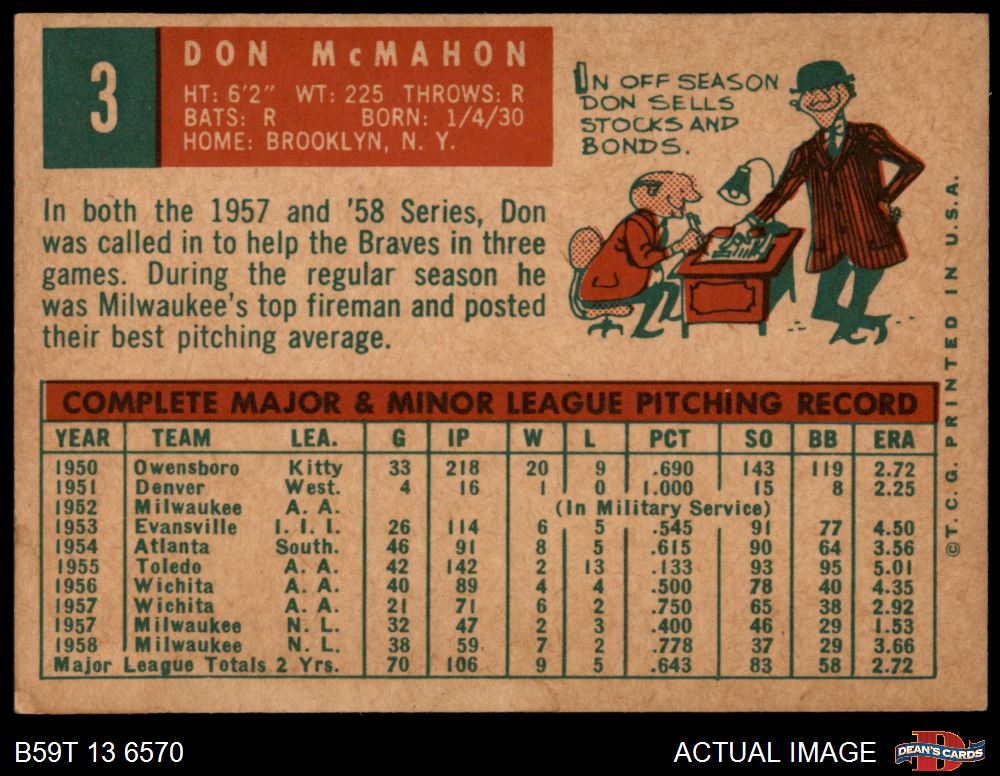 3
DON McMAHON
HT: 6'2" WT: 225 THROWS: R
BATS: R BORN: 1/4/30
HOME: BROOKLYN, N. Y.
IN OFF SEASON
DON SELLS
STOCKS AND
BONDS.
In both the 1957 and '58 Series, Don
was called in to help the Braves in three
games. During the regular season he
was Milwaukee's top fireman and posted
their best pitching average.
COMPLETE MAJOR & MINOR LEAGUE PITCHING RECORD
YEAR TEAM LEA. G IP W L PCT SO BB ERA
1950 Owensboro Kitty 33 218 20 9 .690 143 119 2.72
1951 Denver West. 4 16 1 0 1.000 15 8 2.25
1952 Milwaukee A. A. (In Military Service)
1953 Evansville I. I. I. 26 114 6 5 .545 91 77 4.50
1954 Atlanta South. 46 91 8 5 .615 90 64 3.56
1955 Toledo A. A. 42 142 2 13 .133 93 95 5.01
1956 Wichita A. A. 40 89 4 4 .500 78 40 4.35
1957 Wichita A. A. 21 71 6 2 .750 65 38 2.92
1957 Milwaukee N. L. 32 47 2 3 .400 46 29 1.53
1958 Milwaukee N. L. 38 59 7 2 .778 37 29 3.66
Major League Totals 2 Yrs. 70 106 9 5 .643 83 58 2.72
©T. C. G. PRINTED IN U.S.A.
B59T 13 6570
ACTUAL IMAGE
D
DEAN'S CARDS